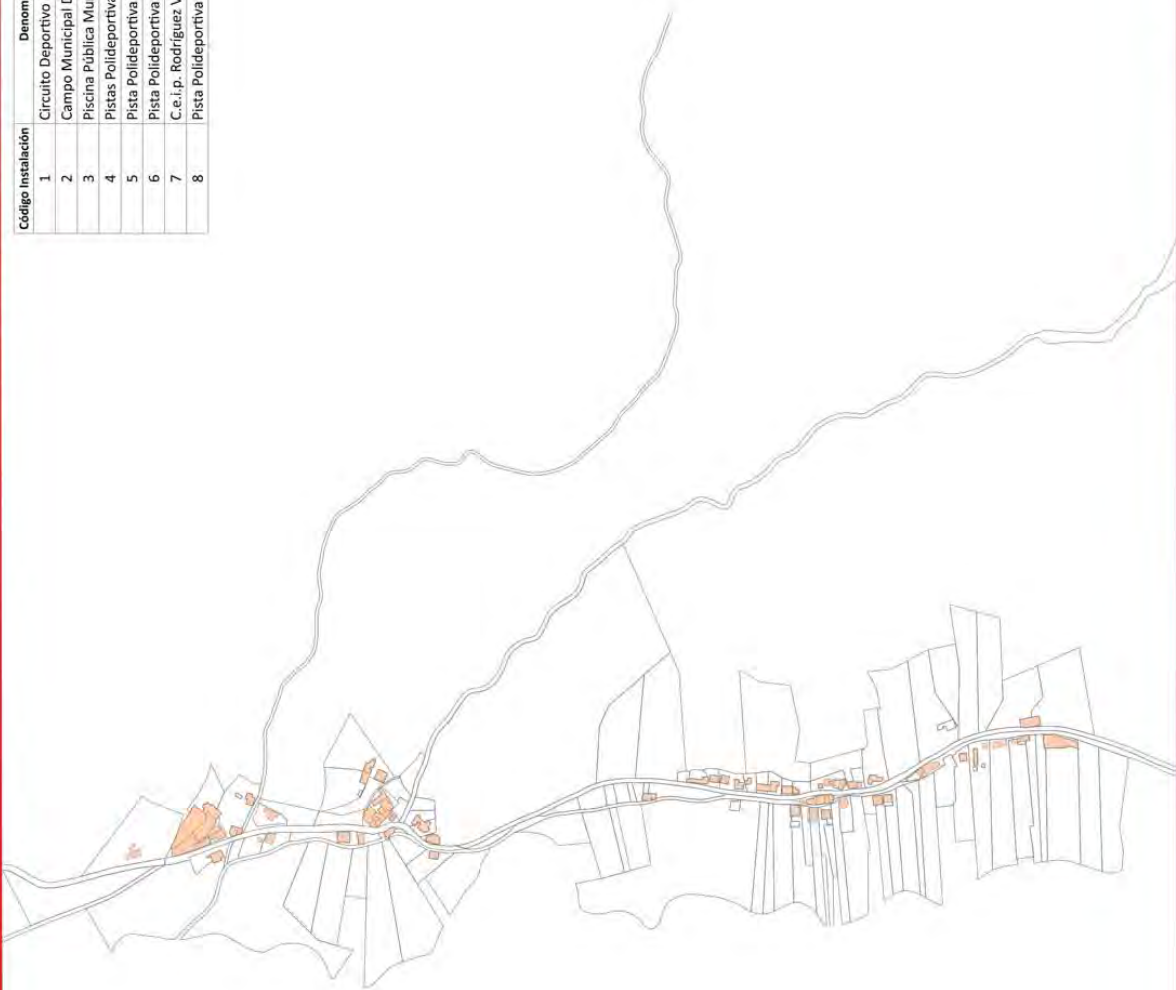 Código Instalación Denom
1 Circuito Deportivo
2 Campo Municipal D
3 Piscina Pública Mu
4 Pistas Polideportiva
5 Pista Polideportiva
6 Pista Polideportiva
7 C.e.i.p. Rodríguez V
8 Pista Polideportiva